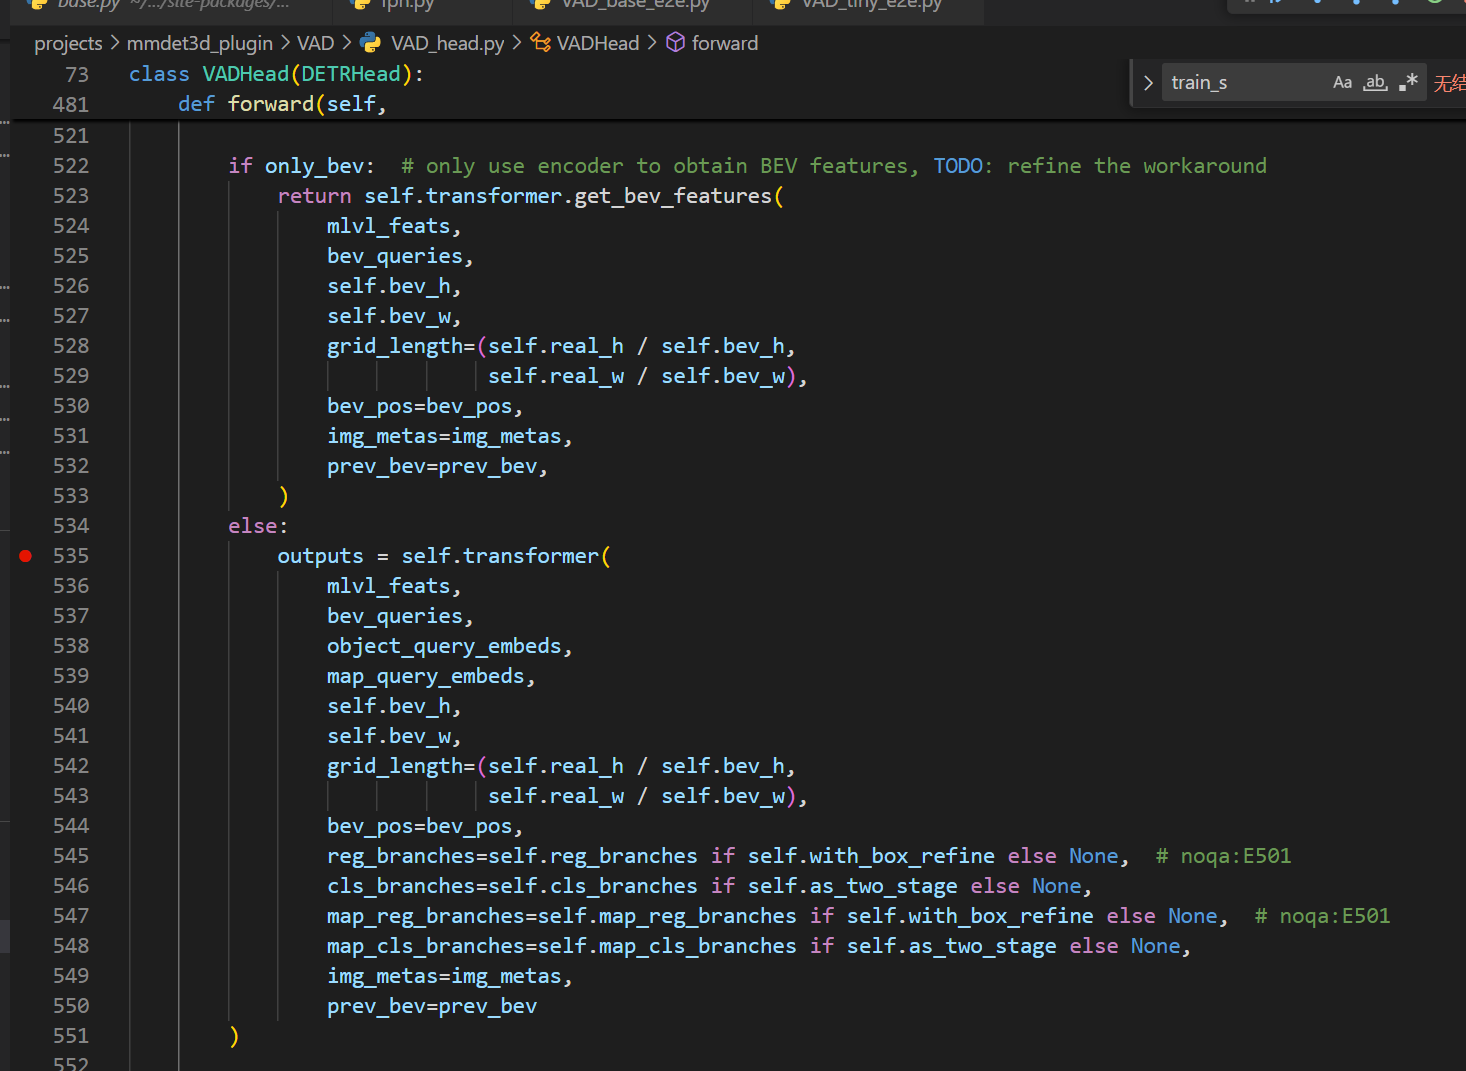 base.py ~/.../site-packages/...
fpn.py
VAD_base_e2e.py
VAD_tiny_e2e.py
projects > mmdet3d_plugin > VAD > VAD_head.py > VADHead > forward
train_s Aa ab .*
73 class VADHead(DETRHead):
481 def forward(self,
521
522 if only_bev: # only use encoder to obtain BEV features, TODO: refine the workaround
523 return self.transformer.get_bev_features(
524 mlvl_feats,
525 bev_queries,
526 self.bev_h,
527 self.bev_w,
528 grid_length=(self.real_h / self.bev_h,
529 self.real_w / self.bev_w),
530 bev_pos=bev_pos,
531 img_metas=img_metas,
532 prev_bev=prev_bev,
533 )
534 else:
535 outputs = self.transformer(
536 mlvl_feats,
537 bev_queries,
538 object_query_embeds,
539 map_query_embeds,
540 self.bev_h,
541 self.bev_w,
542 grid_length=(self.real_h / self.bev_h,
543 self.real_w / self.bev_w),
544 bev_pos=bev_pos,
545 reg_branches=self.reg_branches if self.with_box_refine else None, # noqa:E501
546 cls_branches=self.cls_branches if self.as_two_stage else None,
547 map_reg_branches=self.map_reg_branches if self.with_box_refine else None, # noqa:E501
548 map_cls_branches=self.map_cls_branches if self.as_two_stage else None,
549 img_metas=img_metas,
550 prev_bev=prev_bev
551 )
552